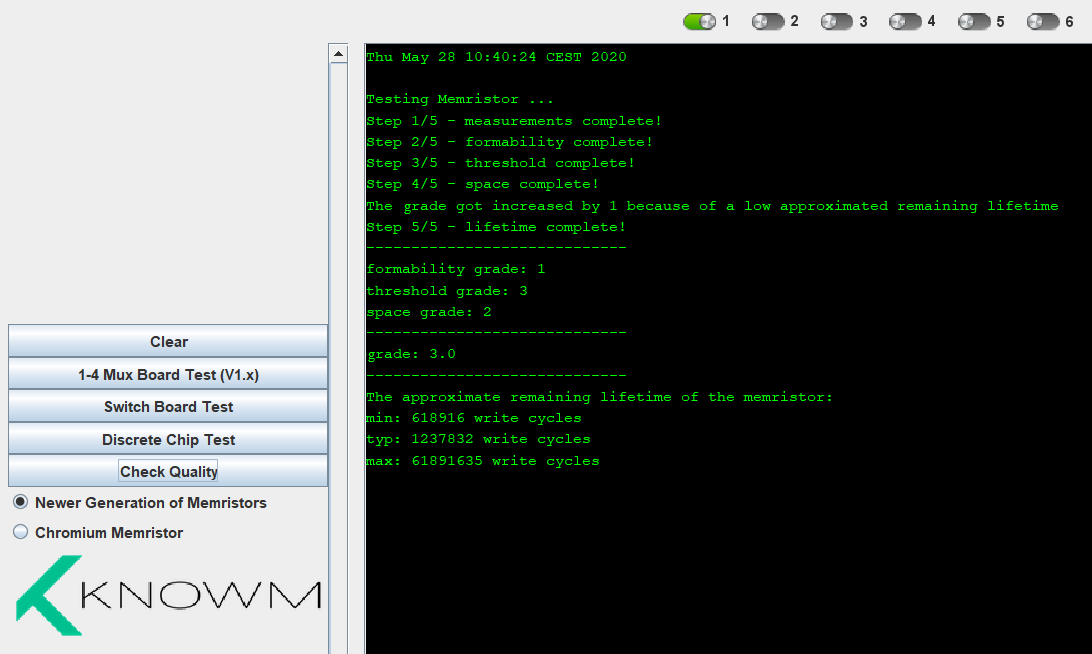 1 2 3 4 5 6
Thu May 28 10:40:24 CEST 2020
Testing Memristor ...
Step 1/5 - measurements complete!
Step 2/5 - formability complete!
Step 3/5 - threshold complete!
Step 4/5 - space complete!
The grade got increased by 1 because of a low approximated remaining lifetime
Step 5/5 - lifetime complete!
-----------------------------
formability grade: 1
threshold grade: 3
space grade: 2
-----------------------------
grade: 3.0
-----------------------------
The approximate remaining lifetime of the memristor:
min: 618916 write cycles
typ: 1237832 write cycles
max: 61891635 write cycles
Clear
1-4 Mux Board Test (V1.x)
Switch Board Test
Discrete Chip Test
Check Quality
Newer Generation of Memristors
Chromium Memristor
KNOWM